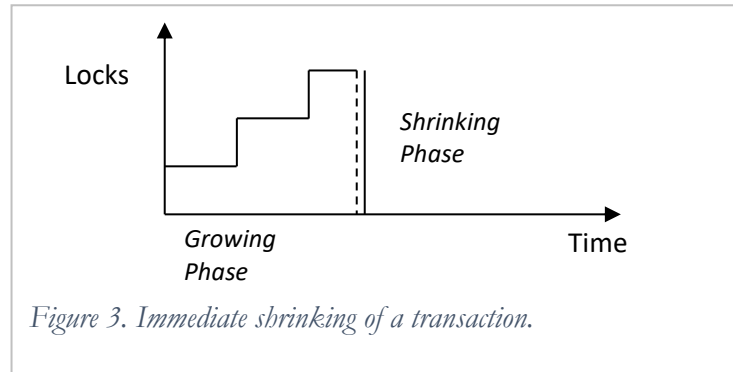 Locks
Shrinking
Phase
Growing
Phase
Time
Figure 3. Immediate shrinking of a transaction.